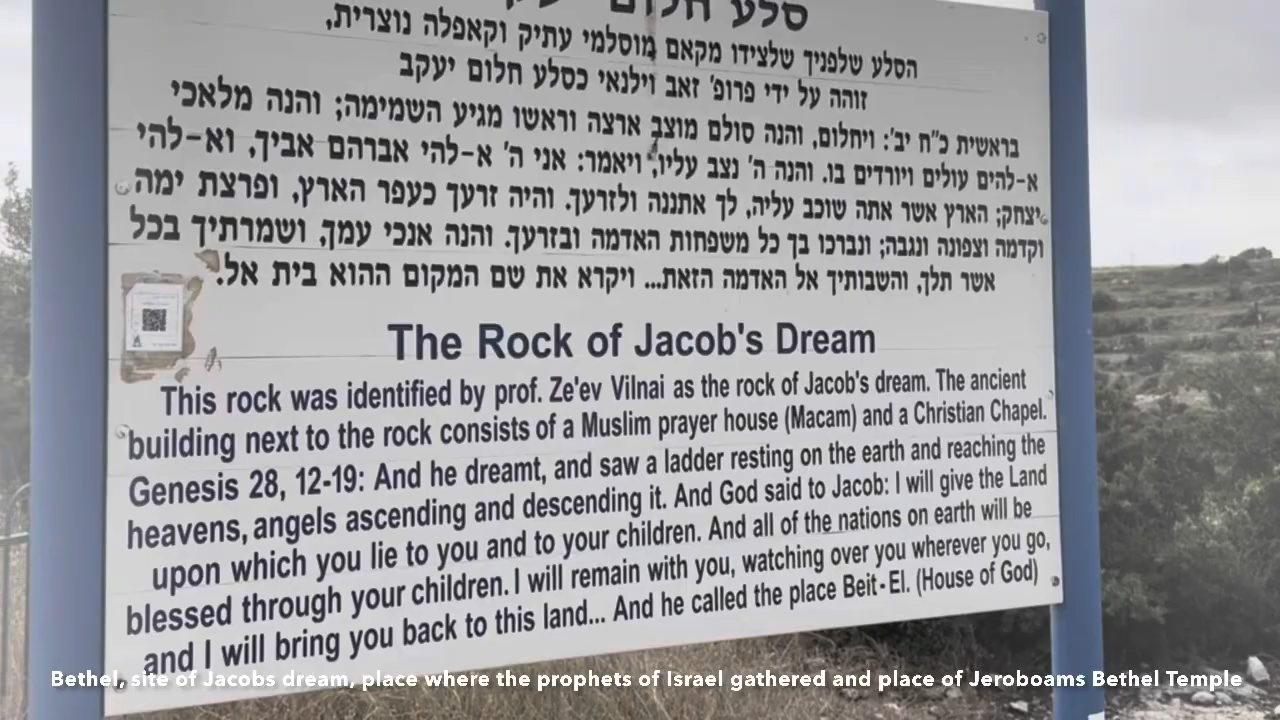 סלע חלום יעקב
הסלע שלפניך שלצידו מקאם מוסלמי עתיק וקאפלה נוצרית,
זוהה על ידי פרופ' זאב וילנאי כסלע חלום יעקב
בראשית כ"ח יב': ויחלום, והנה סולם מוצב ארצה וראשו מגיע השמימה; והנה מלאכי
א-להים עולים ויורדים בו. והנה ה' נצב עליו, ויאמר: אני ה' א-להי אברהם אביך, וא-להי
יצחק; הארץ אשר אתה שוכב עליה, לך אתננה ולזרעך. והיה זרעך כעפר הארץ, ופרצת ימה
וקדמה וצפונה ונגבה; ונברכו בך כל משפחות האדמה ובזרעך. והנה אנכי עמך, ושמרתיך בכל
אשר תלך, והשבותיך אל האדמה הזאת... ויקרא את שם המקום ההוא בית אל.
The Rock of Jacob's Dream
This rock was identified by prof. Ze'ev Vilnai as the rock of Jacob's dream. The ancient
building next to the rock consists of a Muslim prayer house (Macam) and a Christian Chapel.
Genesis 28, 12-19: And he dreamt, and saw a ladder resting on the earth and reaching the
heavens, angels ascending and descending it. And God said to Jacob: I will give the Land
upon which you lie to you and to your children. And all of the nations on earth will be
blessed through your children. I will remain with you, watching over you wherever you go,
and I will bring you back to this land... And he called the place Beit-El. (House of God)
Bethel, site of Jacobs dream, place where the prophets of Israel gathered and place of Jeroboams Bethel Temple